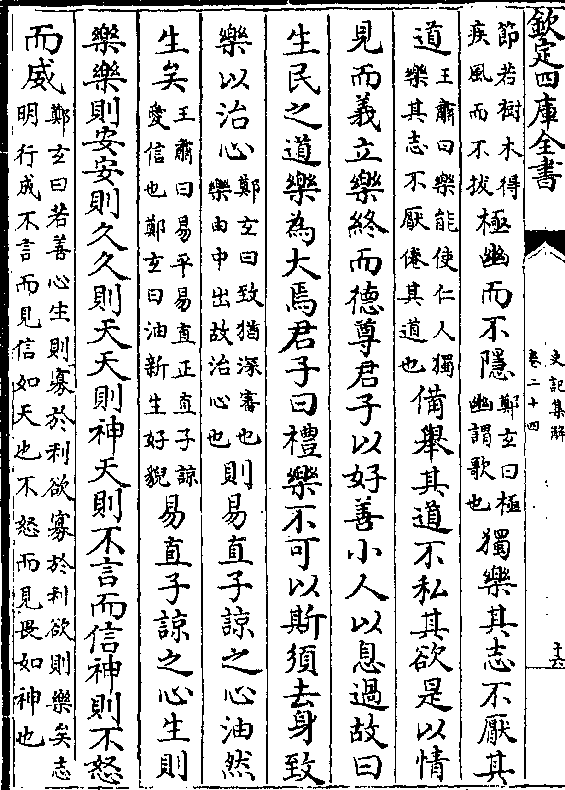 欽定四庫全書
史記集解
卷二十四
十六
節若樹木得
疾風而不拔
極幽而不隱
鄭玄曰極
幽謂歌也
獨樂其志不厭其
道
王肅曰樂能使仁人獨
樂其志不厭倦其道也
備舉其道不私其欲是以情
見而義立樂終而德尊君子以好善小人以息過故曰
生民之道樂為大焉君子曰禮樂不可以斯須去身致
樂以治心
鄭玄曰致猶深審也
樂由中出故治心也
則易直子諒之心油然
生矣
王肅曰易平易直正直子諒
愛信也鄭玄曰油新生好貎
易直子諒之心生則
樂樂則安安則久久則天天則神天則不言而信神則不怒
而威
鄭玄曰若善心生則寡於利欲寡於利欲則樂矣志
明行成不言而見信如天也不怒而見畏如神也